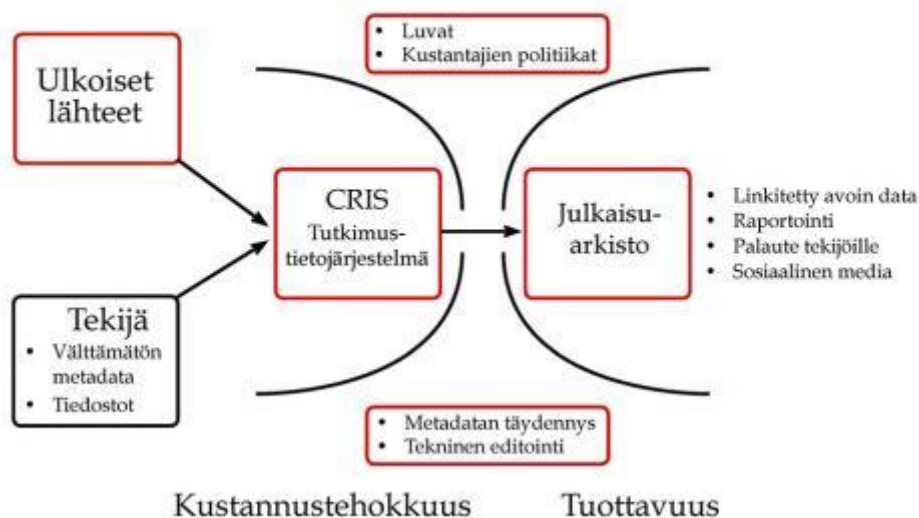 • Luvat
• Kustantajien politiikat
Ulkoiset
lähteet
CRIS
Tutkimus-
tietojärjestelmä
Julkaisu-
arkisto
• Linkitetty avoin data
• Raportointi
• Palaute tekijöille
• Sosiaalinen media
Tekijä
• Välttämätön
metadata
• Tiedostot
• Metadatan täydennys
• Tekninen editointi
Kustannustehokkuus
Tuottavuus